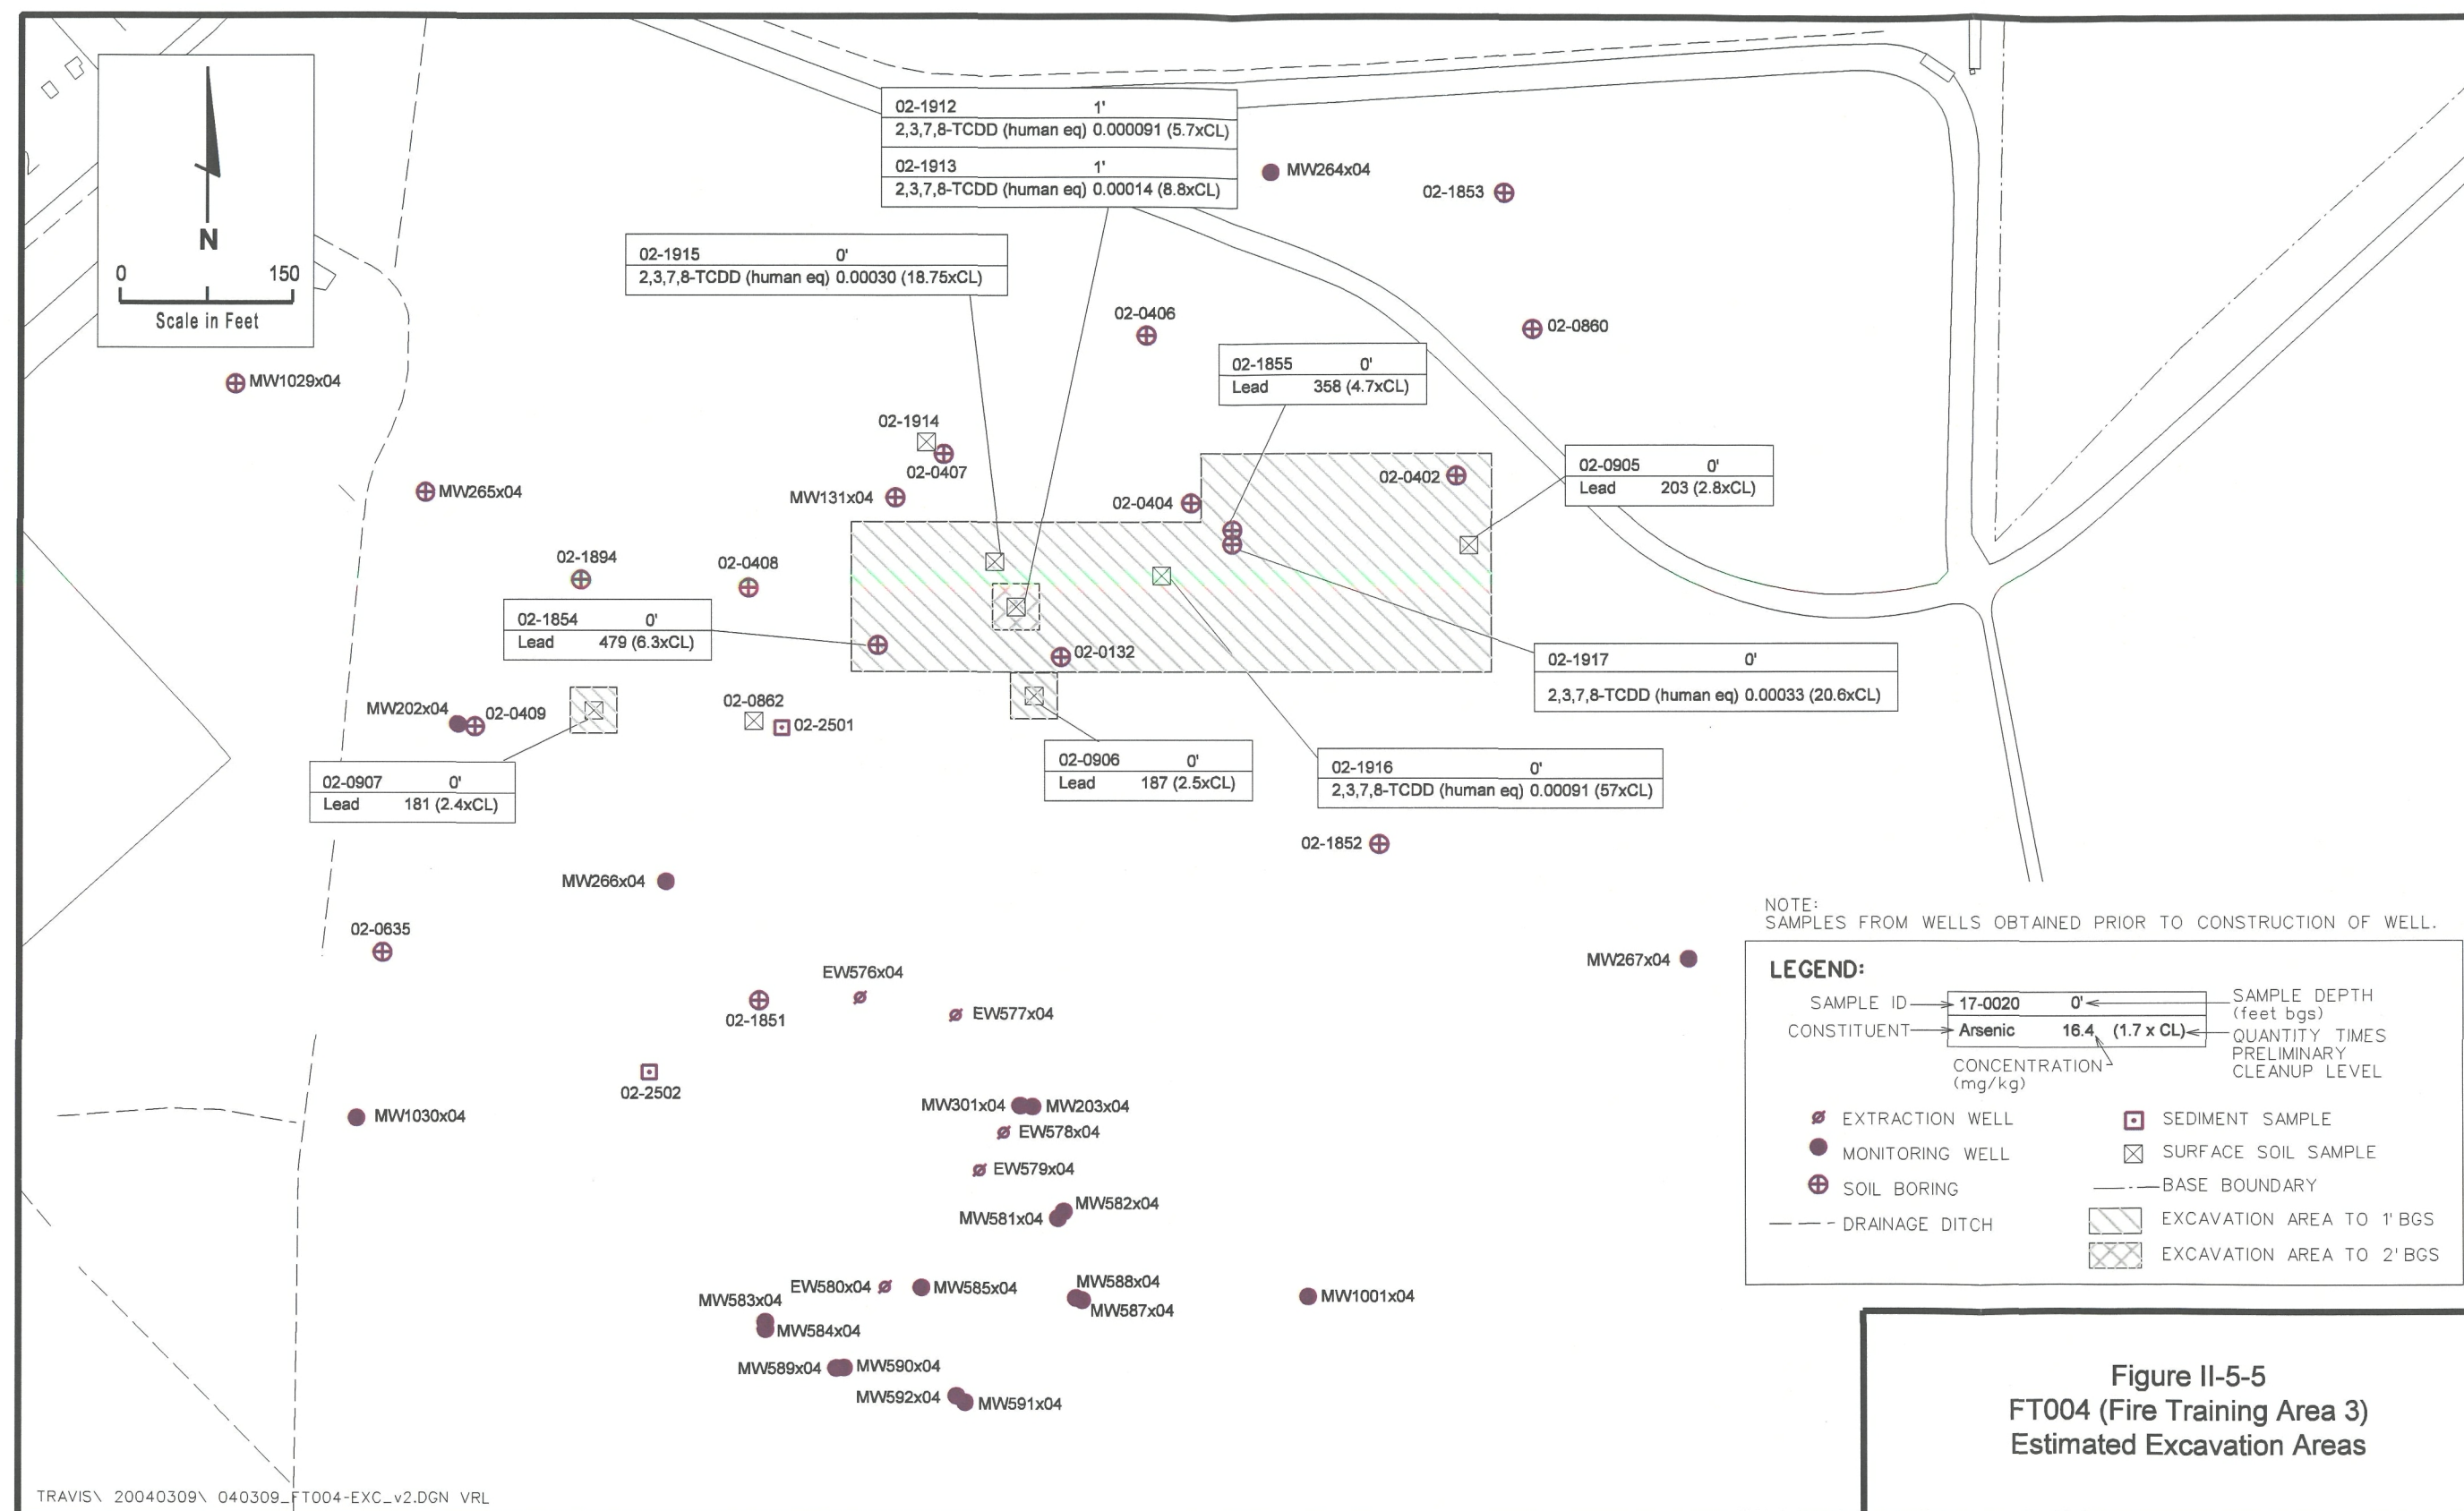 N
0 150
Scale in Feet
02-1912 1'
2,3,7,8-TCDD (human eq) 0.000091 (5.7xCL)
02-1913 1'
2,3,7,8-TCDD (human eq) 0.00014 (8.8xCL)
MW264x04
02-1853
02-1915 0'
2,3,7,8-TCDD (human eq) 0.00030 (18.75xCL)
02-0406
02-0860
02-1855 0'
Lead 358 (4.7xCL)
MW1029x04
02-1914
02-0407
MW265x04
MW131x04
02-0404
02-0402
02-0905 0'
Lead 203 (2.8xCL)
02-1894
02-0408
02-1854 0'
Lead 479 (6.3xCL)
02-0132
02-1917 0'
2,3,7,8-TCDD (human eq) 0.00033 (20.6xCL)
MW202x04
02-0409
02-0862
02-2501
02-0907 0'
Lead 181 (2.4xCL)
02-0906 0'
Lead 187 (2.5xCL)
02-1916 0'
2,3,7,8-TCDD (human eq) 0.00091 (57xCL)
02-1852
MW266x04
02-0635
MW267x04
EW576x04
02-1851
EW577x04
02-2502
MW1030x04
MW301x04
MW203x04
EW578x04
EW579x04
MW582x04
MW581x04
EW580x04
MW585x04
MW588x04
MW587x04
MW1001x04
MW583x04
MW584x04
MW589x04
MW590x04
MW592x04
MW591x04
NOTE:
SAMPLES FROM WELLS OBTAINED PRIOR TO CONSTRUCTION OF WELL.
LEGEND:
SAMPLE ID
17-0020 0'
SAMPLE DEPTH
(feet bgs)
CONSTITUENT
Arsenic 16.4 (1.7 x CL)
QUANTITY TIMES
PRELIMINARY
CLEANUP LEVEL
CONCENTRATION
(mg/kg)
EXTRACTION WELL
SEDIMENT SAMPLE
MONITORING WELL
SURFACE SOIL SAMPLE
SOIL BORING
BASE BOUNDARY
DRAINAGE DITCH
EXCAVATION AREA TO 1' BGS
EXCAVATION AREA TO 2' BGS
Figure II-5-5
FT004 (Fire Training Area 3)
Estimated Excavation Areas
TRAVIS\ 20040309\ 040309_FT004-EXC_v2.DGN VRL